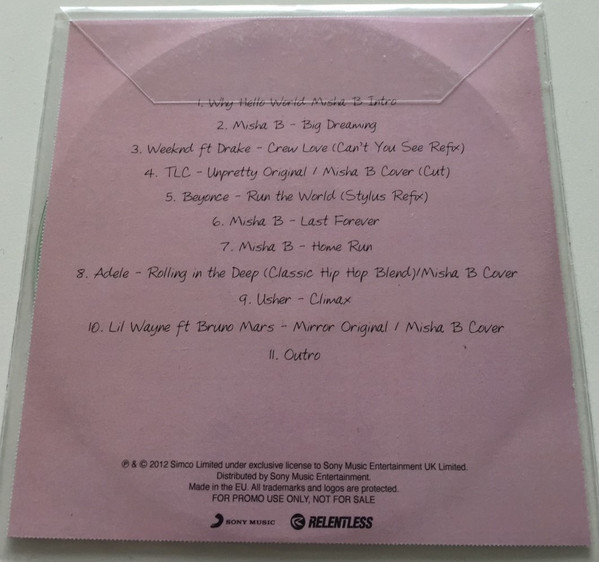 1. Why Hello World Misha B Intro
2. Misha B - Big Dreaming
3. Weeknd ft Drake - Crew Love (Can't You See Refix)
4. TLC - Unpretty Original / Misha B Cover (Cut)
5. Beyonce - Run the World (Stylus Refix)
6. Misha B - Last Forever
7. Misha B - Home Run
8. Adele - Rolling in the Deep (Classic Hip Hop Blend)/Misha B Cover
9. Usher - Climax
10. Lil Wayne ft Bruno Mars - Mirror Original / Misha B Cover
11. Outro
℗ & © 2012 Simco Limited under exclusive license to Sony Music Entertainment UK Limited.
Distributed by Sony Music Entertainment.
Made in the EU. All trademarks and logos are protected.
FOR PROMO USE ONLY, NOT FOR SALE
SONY MUSIC RELENTLESS